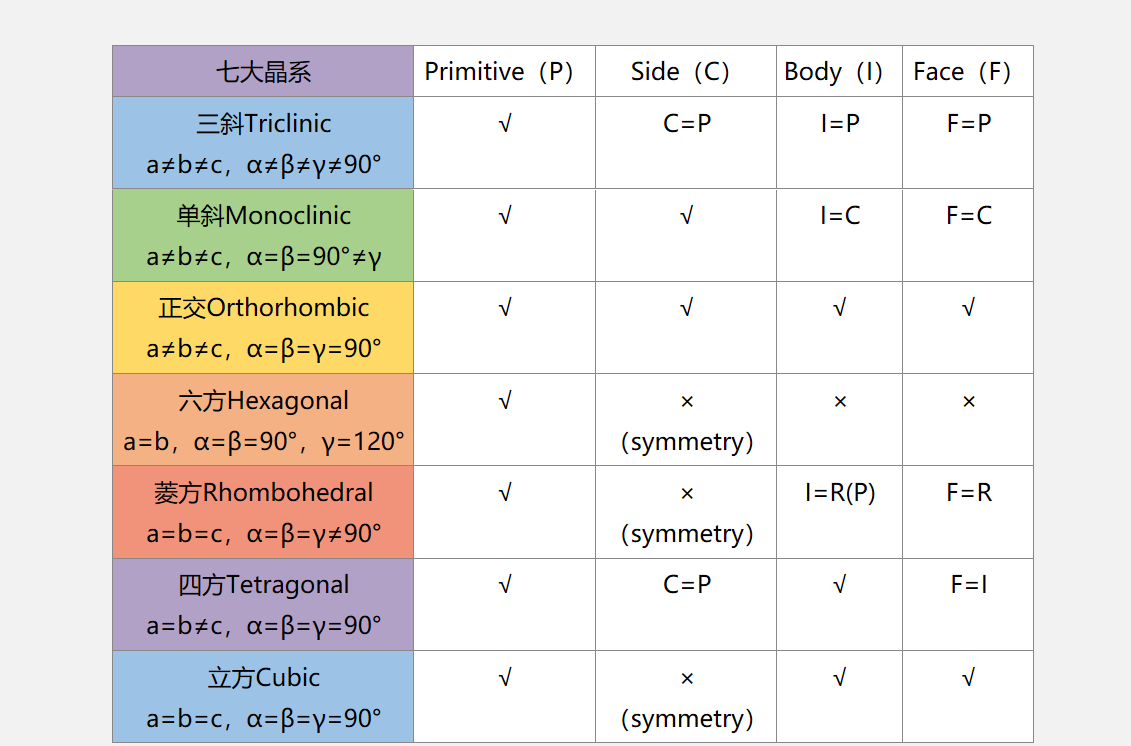 七大晶系 Primitive（P） Side（C） Body（I） Face（F）
三斜Triclinic √ C=P I=P F=P
a≠b≠c，α≠β≠γ≠90°
单斜Monoclinic √ √ I=C F=C
a≠b≠c，α=β=90°≠γ
正交Orthorhombic √ √ √ √
a≠b≠c，α=β=γ=90°
六方Hexagonal √ × × ×
a=b，α=β=90°，γ=120° （symmetry）
菱方Rhombohedral √ × I=R(P) F=R
a=b=c，α=β=γ≠90° （symmetry）
四方Tetragonal √ C=P √ F=I
a=b≠c，α=β=γ=90°
立方Cubic √ × √ √
a=b=c，α=β=γ=90° （symmetry）